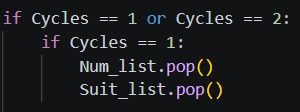 if Cycles == 1 or Cycles == 2:
    if Cycles == 1:
        Num_list.pop()
        Suit_list.pop()